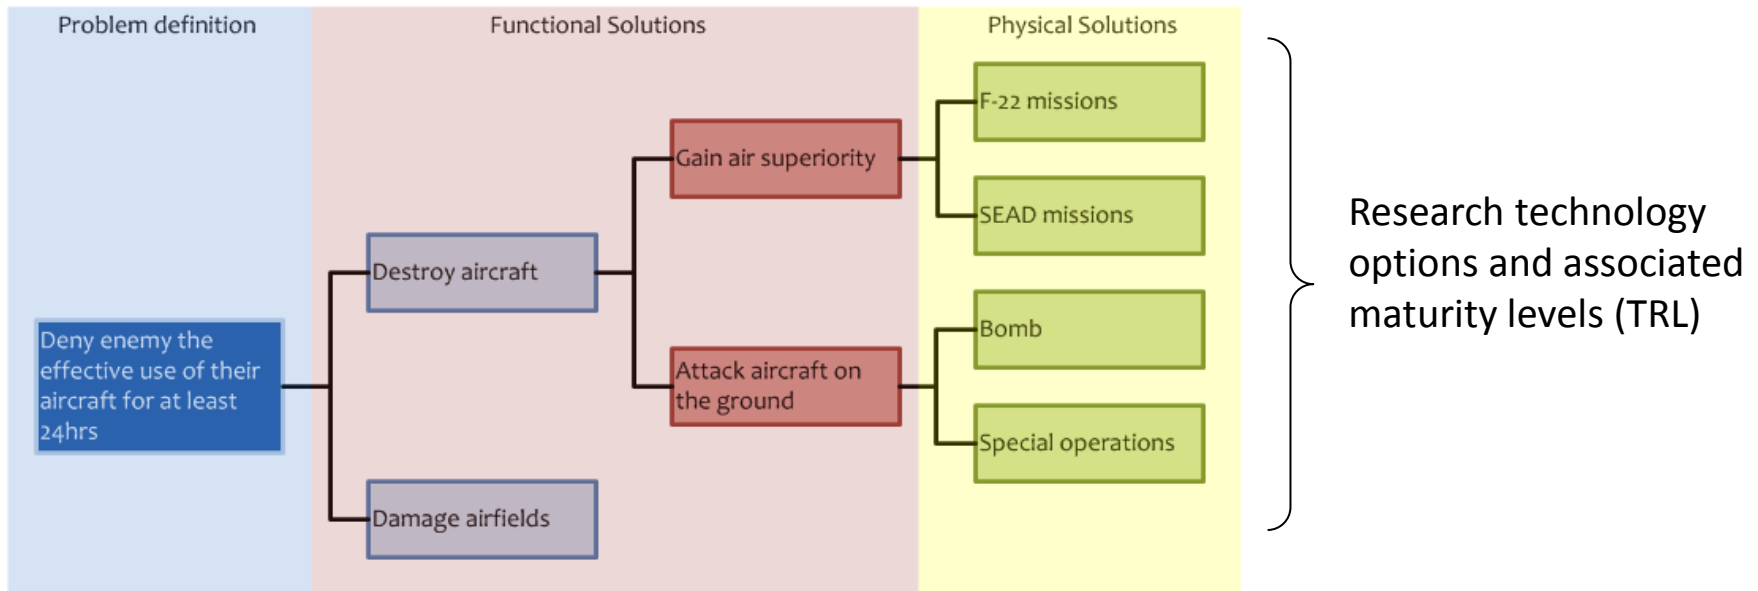 Problem definition
Functional Solutions
Physical Solutions
F-22 missions
Gain air superiority
SEAD missions
Destroy aircraft
Bomb
Deny enemy the
effective use of their
aircraft for at least
24hrs
Attack aircraft on
the ground
Special operations
Damage airfields
Research technology
options and associated
maturity levels (TRL)